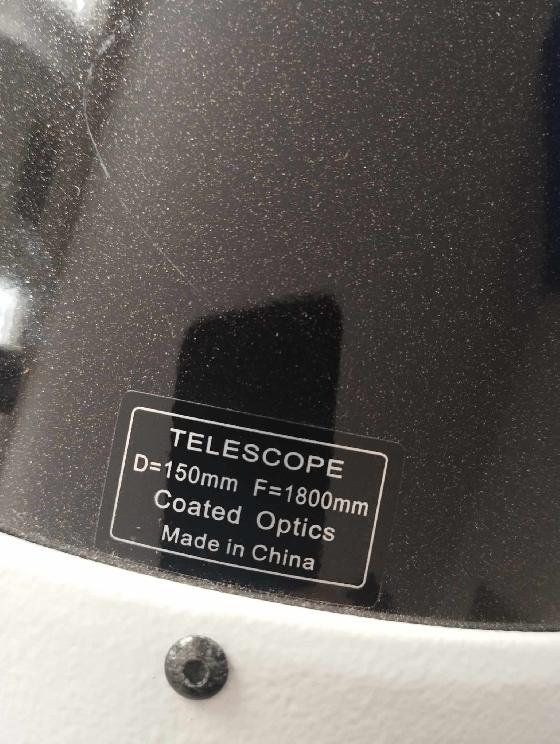 TELESCOPE
D=150mm F=1800mm
Coated Optics
Made in China